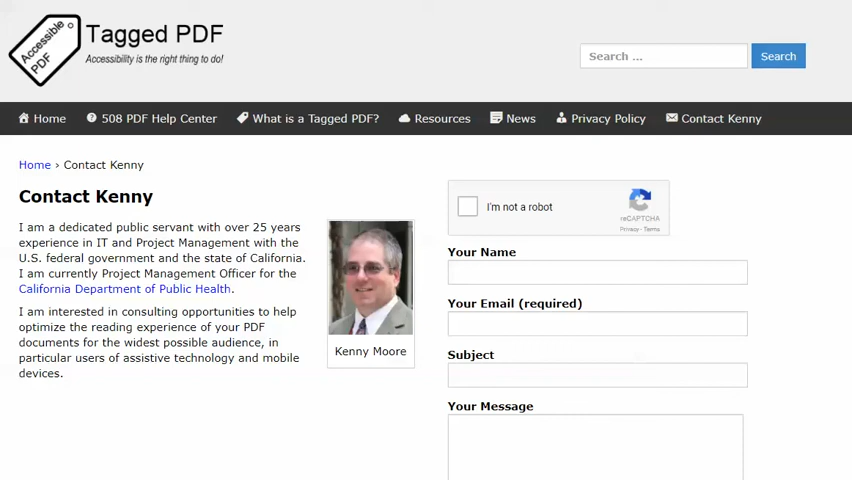 Accessible
PDF
Tagged PDF
Accessibility is the right thing to do!
Search ...
Search
Home
508 PDF Help Center
What is a Tagged PDF?
Resources
News
Privacy Policy
Contact Kenny
Home › Contact Kenny
Contact Kenny
I am a dedicated public servant with over 25 years
experience in IT and Project Management with the
U.S. federal government and the state of California.
I am currently Project Management Officer for the
California Department of Public Health.
I am interested in consulting opportunities to help
optimize the reading experience of your PDF
documents for the widest possible audience, in
particular users of assistive technology and mobile
devices.
Kenny Moore
I'm not a robot
reCAPTCHA
Privacy - Terms
Your Name
Your Email (required)
Subject
Your Message